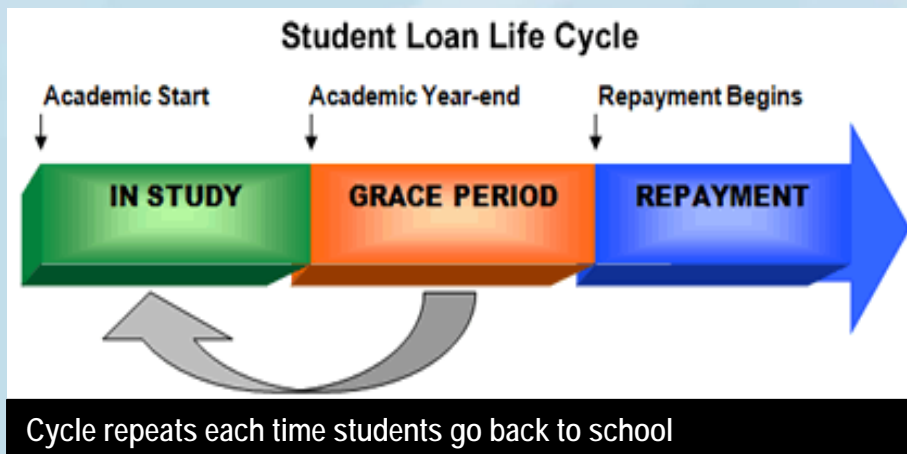 Student Loan Life Cycle
Academic Start
Academic Year-end
Repayment Begins
IN STUDY
GRACE PERIOD
REPAYMENT
Cycle repeats each time students go back to school